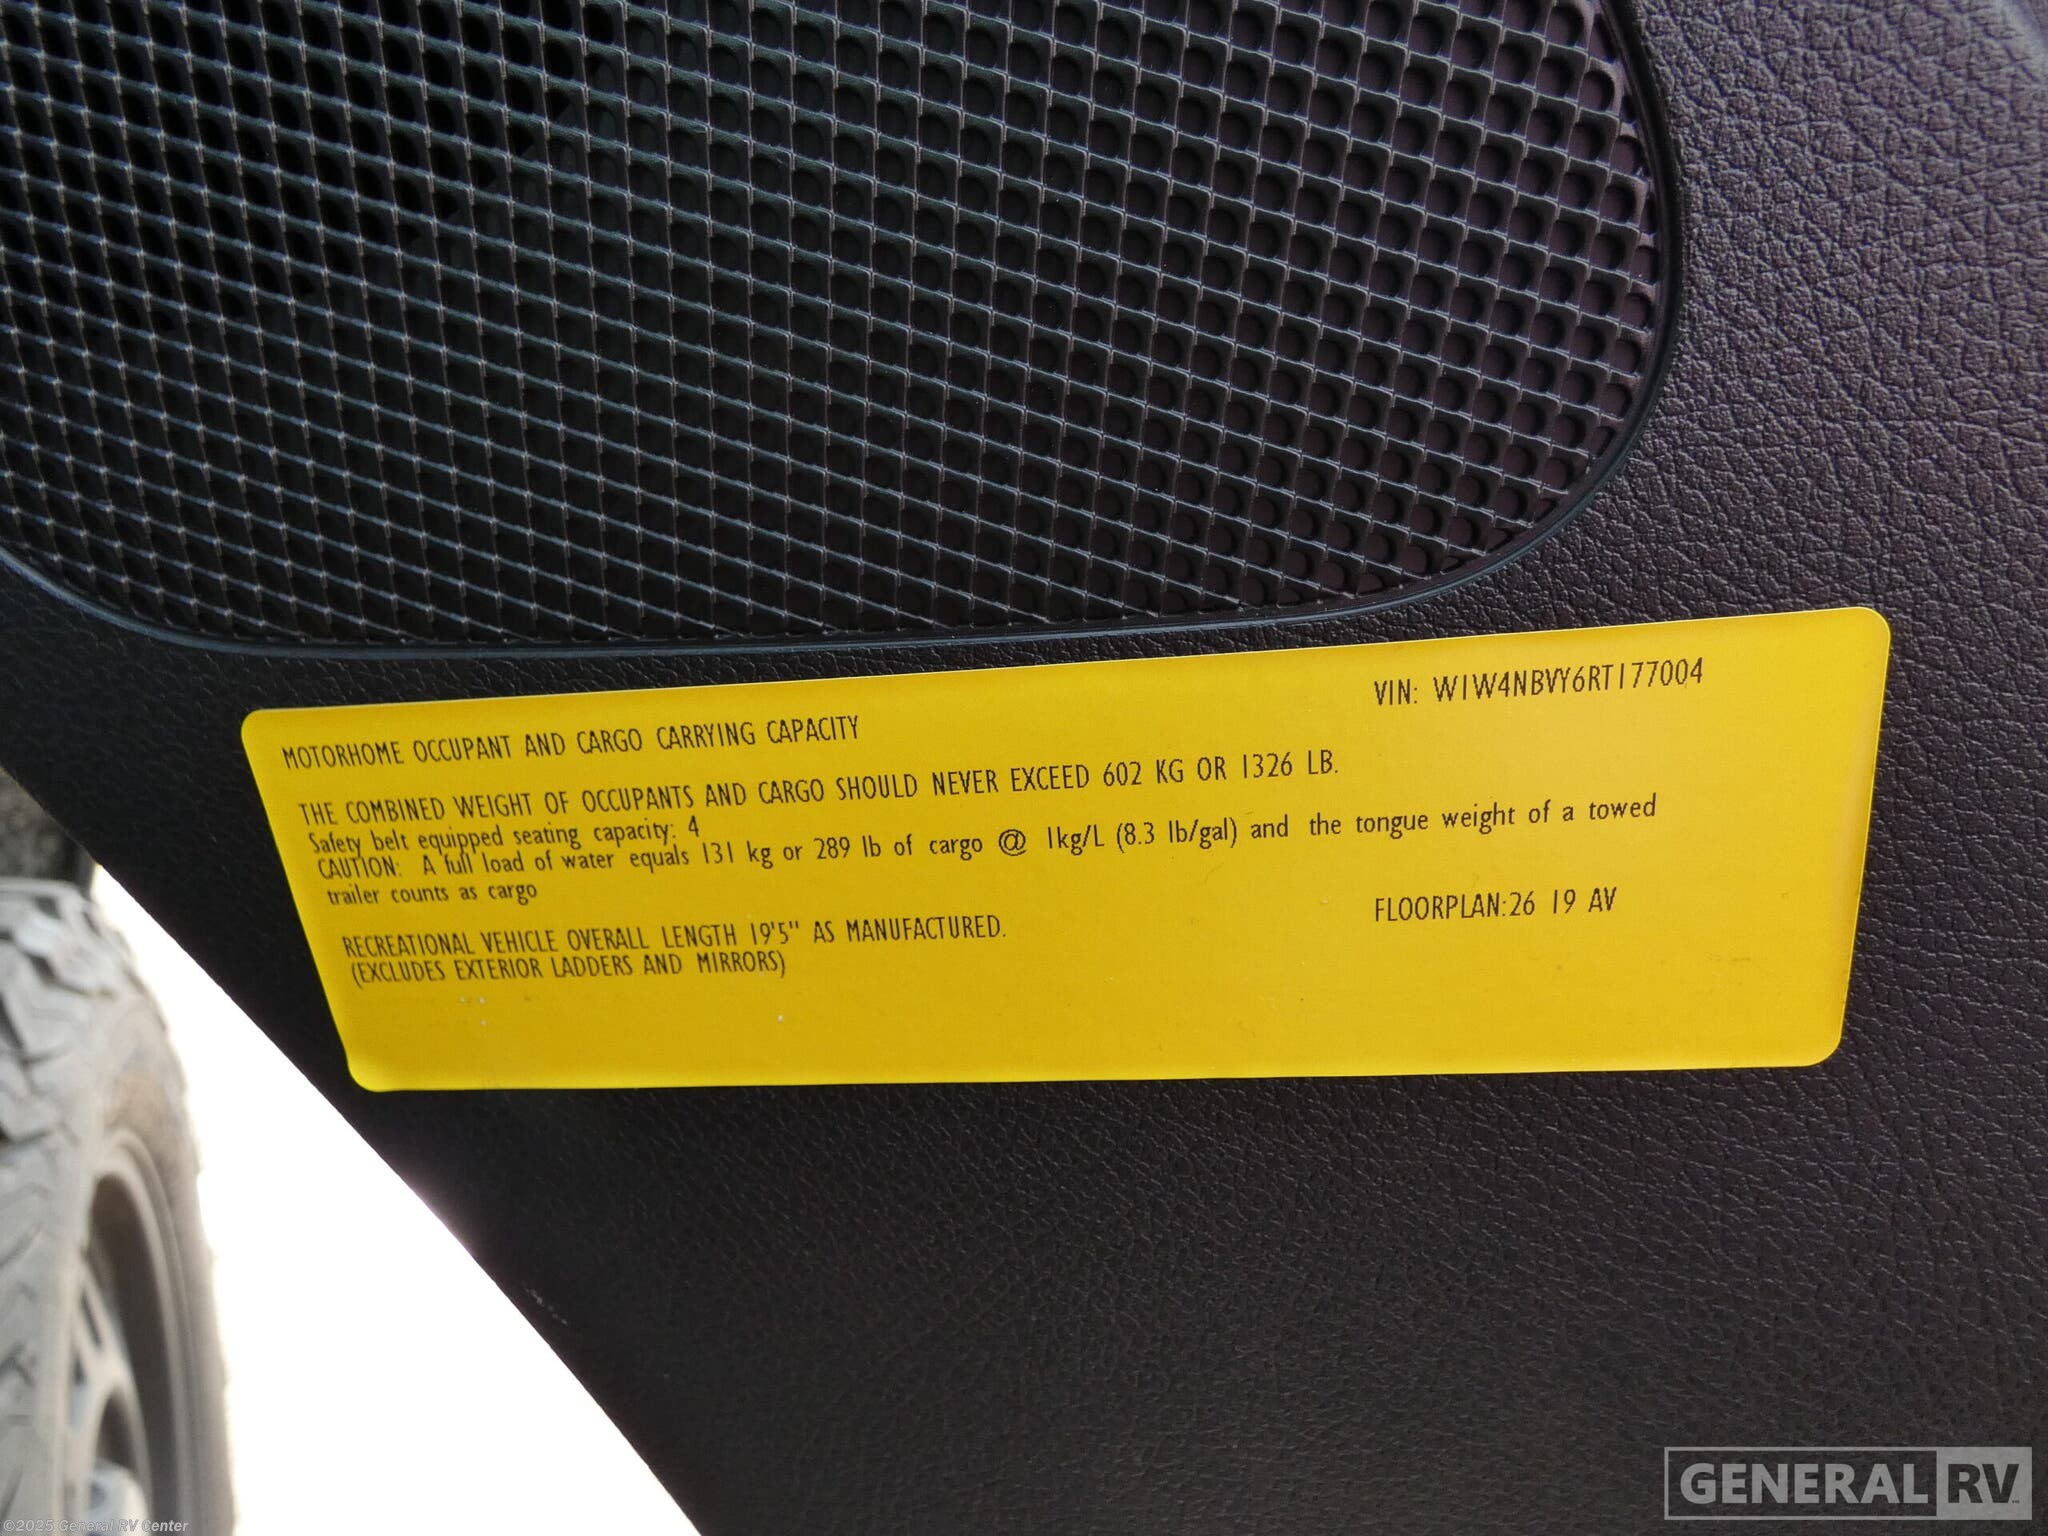 VIN: W1W4NBVY6RT177004
MOTORHOME OCCUPANT AND CARGO CARRYING CAPACITY
THE COMBINED WEIGHT OF OCCUPANTS AND CARGO SHOULD NEVER EXCEED 602 KG OR 1326 LB.
Safety belt equipped seating capacity: 4
CAUTION: A full load of water equals 131 kg or 289 lb of cargo @ 1kg/L (8.3 lb/gal) and the tongue weight of a towed
trailer counts as cargo
FLOORPLAN:26 19 AV
RECREATIONAL VEHICLE OVERALL LENGTH 19'5" AS MANUFACTURED.
(EXCLUDES EXTERIOR LADDERS AND MIRRORS)
GENERAL RV
©2025 General RV Center